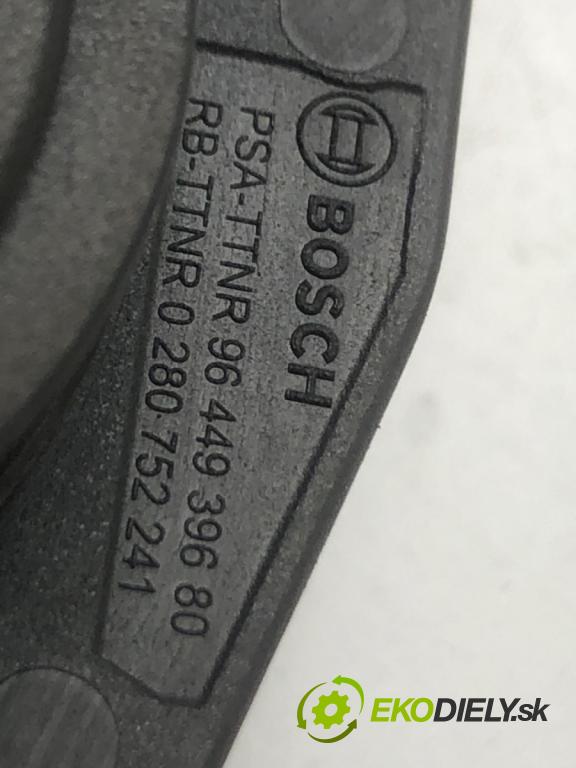 BOSCH
PSA-TTNR 96 449 396 80
RB-TTNR 0 280 752 241
EKODIELY.sk